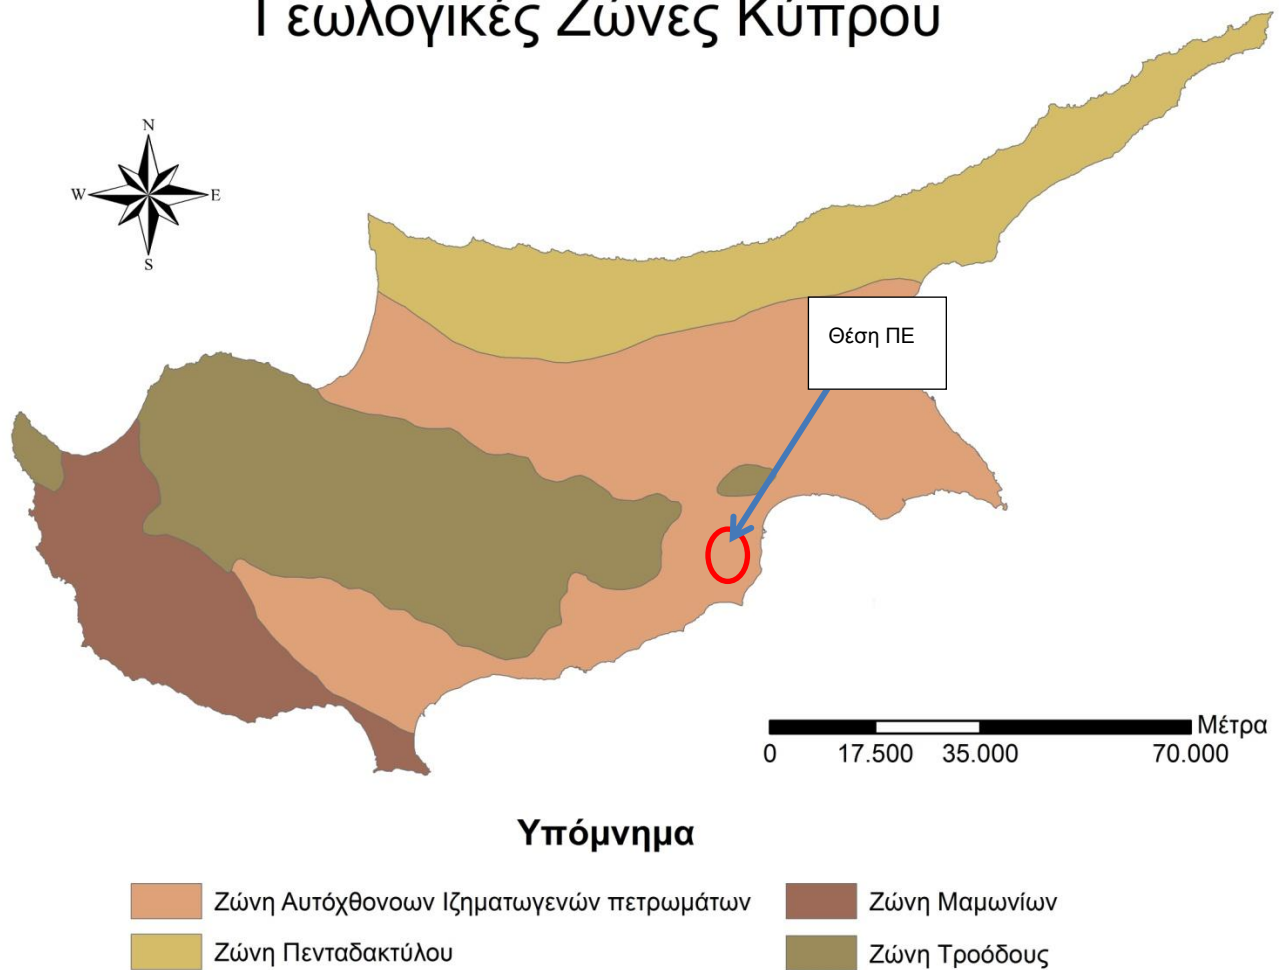 Γεωλογικές Ζώνες Κύπρου
N
W
E
S
Θέση ΠΕ
Μέτρα
0 17.500 35.000 70.000
Υπόμνημα
Ζώνη Αυτόχθονοων Ιζηματωγενών πετρωμάτων
Ζώνη Μαμωνίων
Ζώνη Πενταδακτύλου
Ζώνη Τροόδους